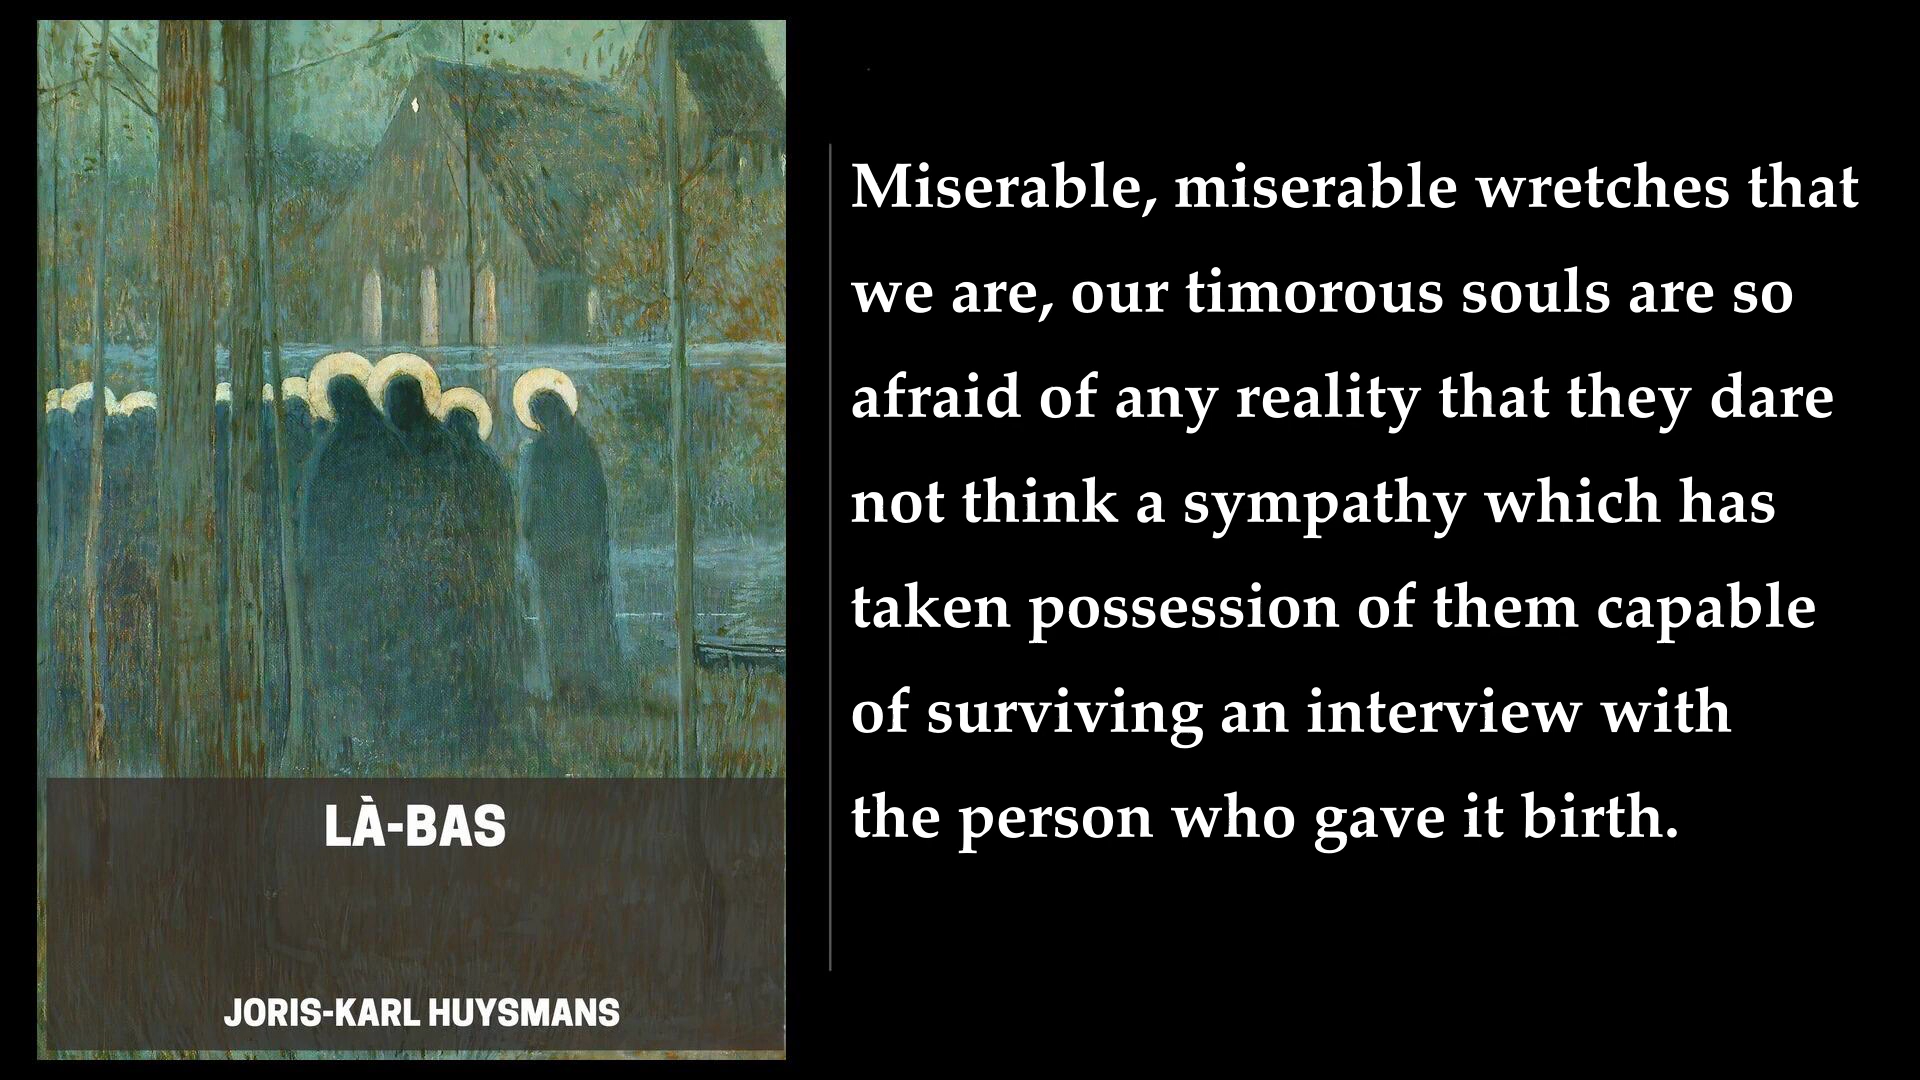 LÀ-BAS
JORIS-KARL HUYSMANS
Miserable, miserable wretches that
we are, our timorous souls are so
afraid of any reality that they dare
not think a sympathy which has
taken possession of them capable
of surviving an interview with
the person who gave it birth.